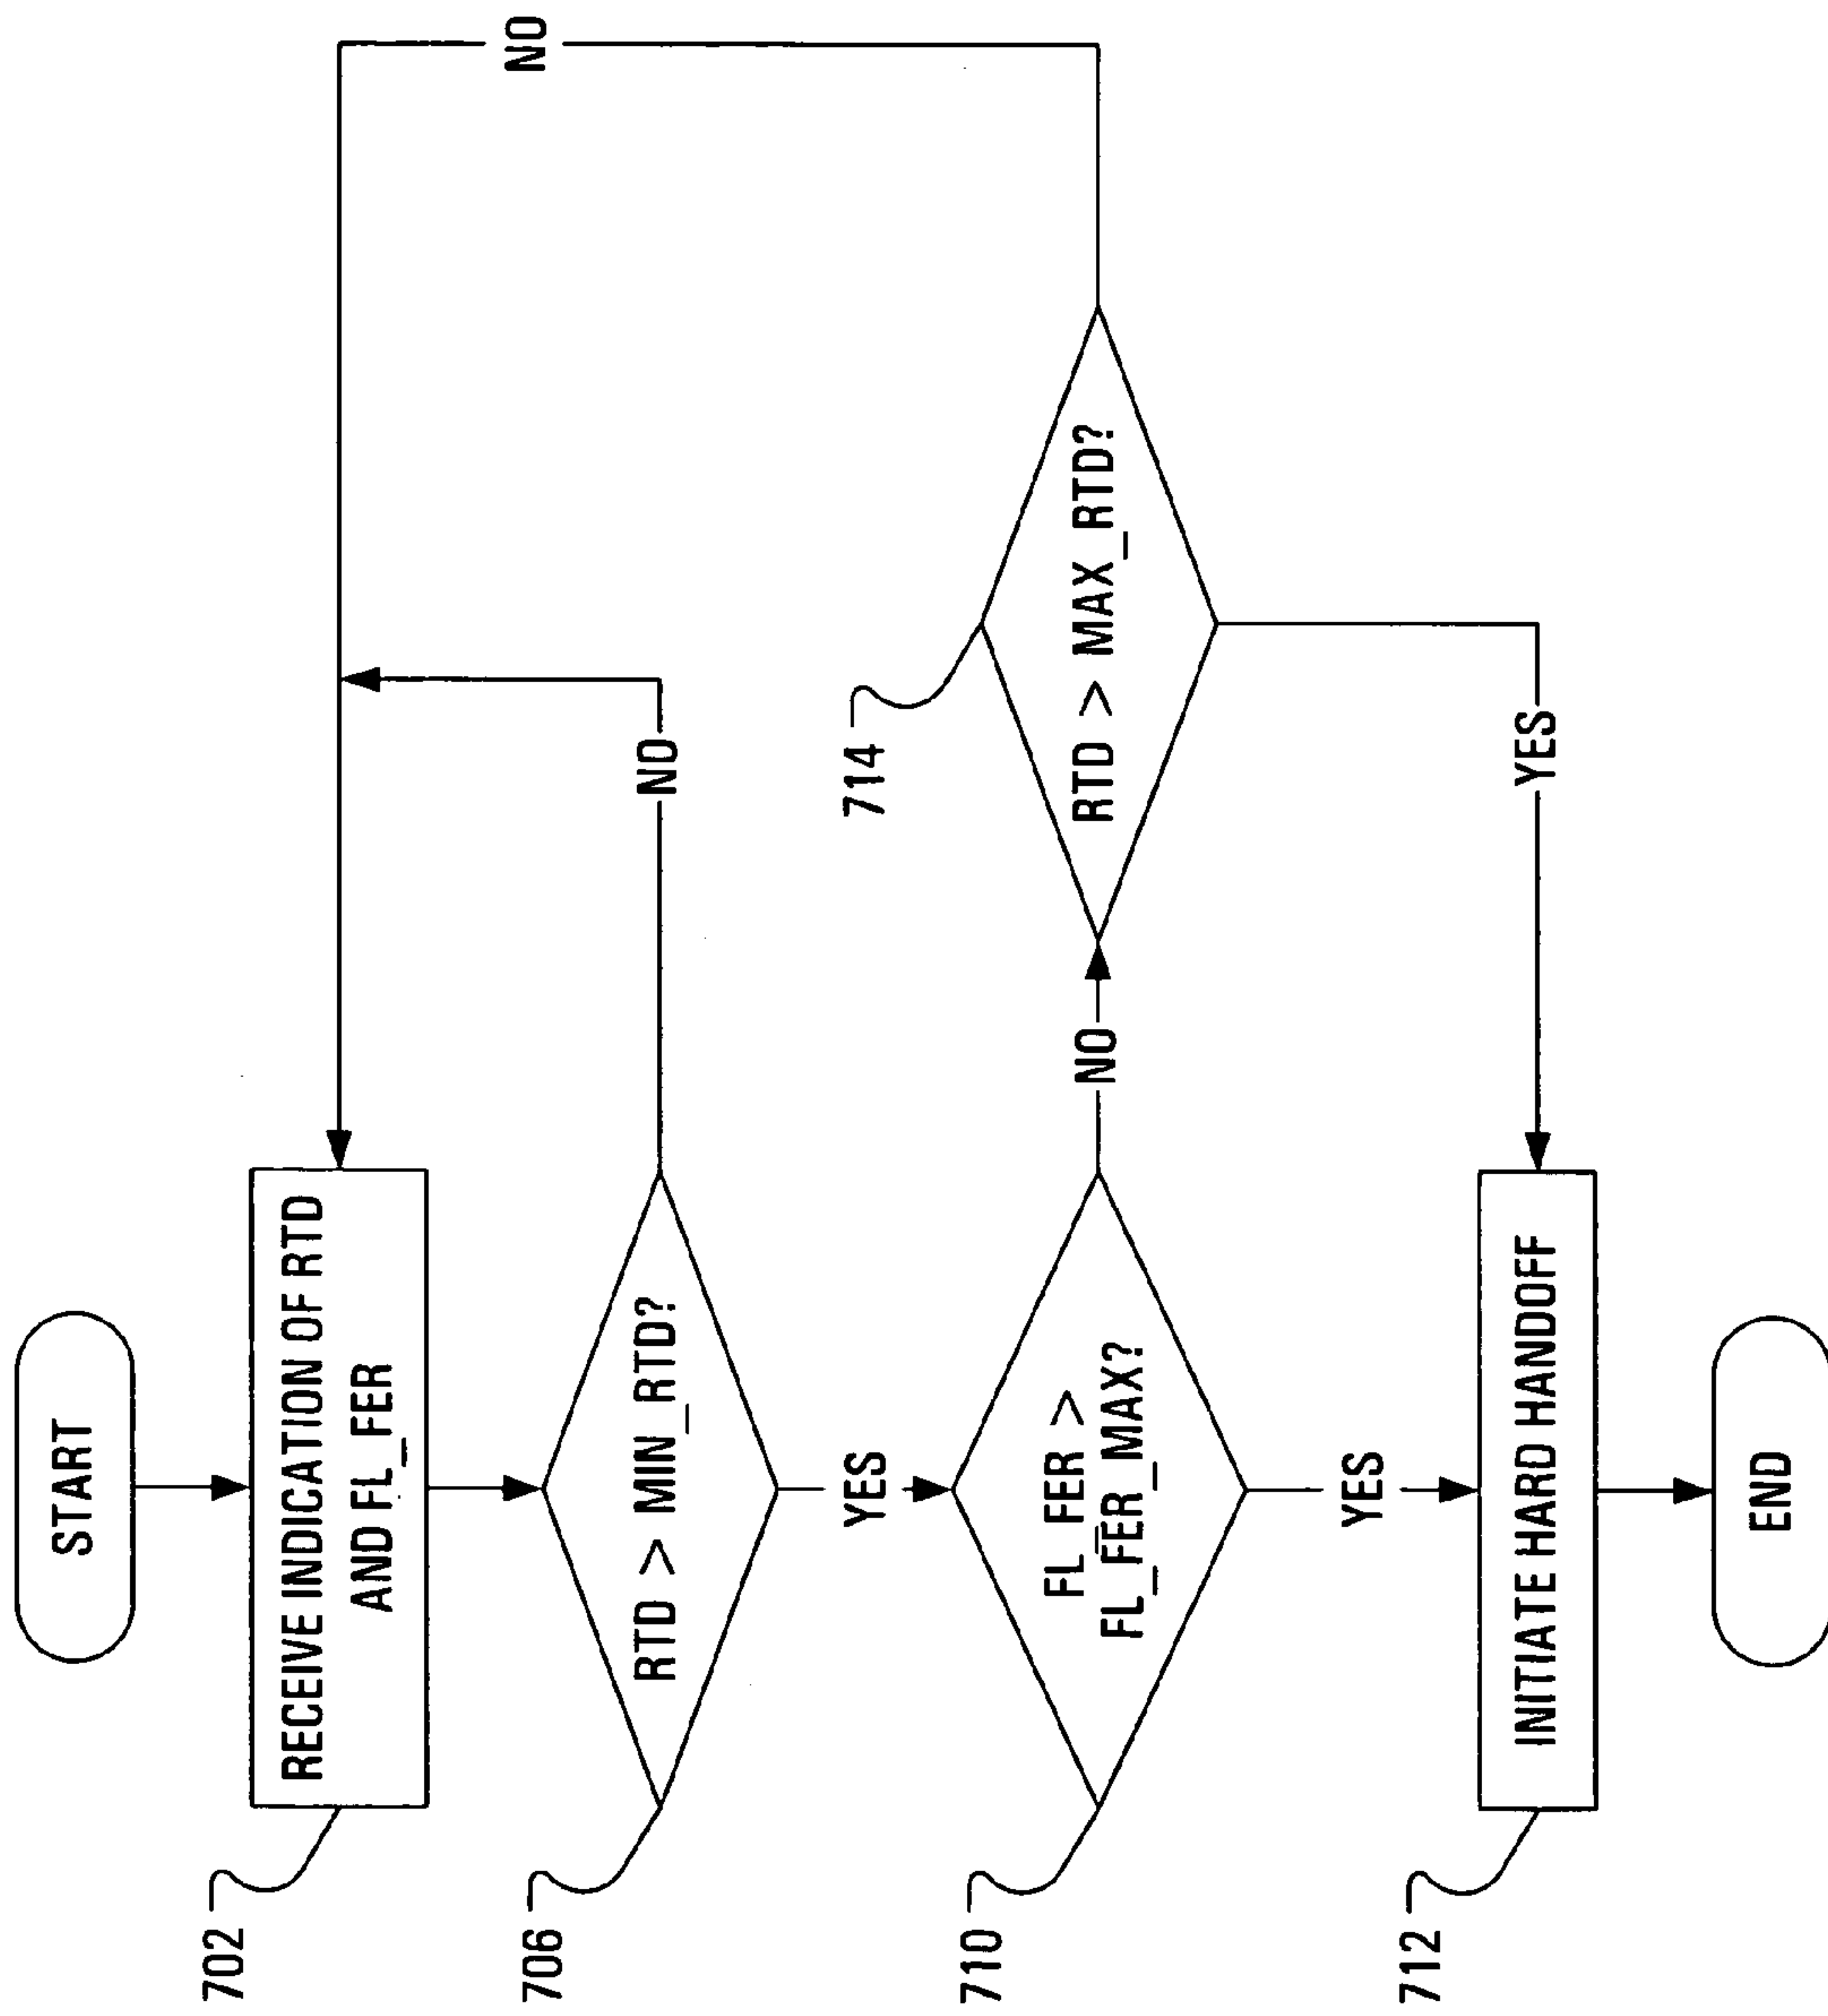 START
702
RECEIVE INDICATION OF RTD
AND FL_FER
706
RTD > MIN_RTD?
NO
YES
710
FL_FER >
FL_FER_MAX?
NO
714
RTD > MAX_RTD?
NO
YES
YES
712
INITIATE HARD HANDOFF
END